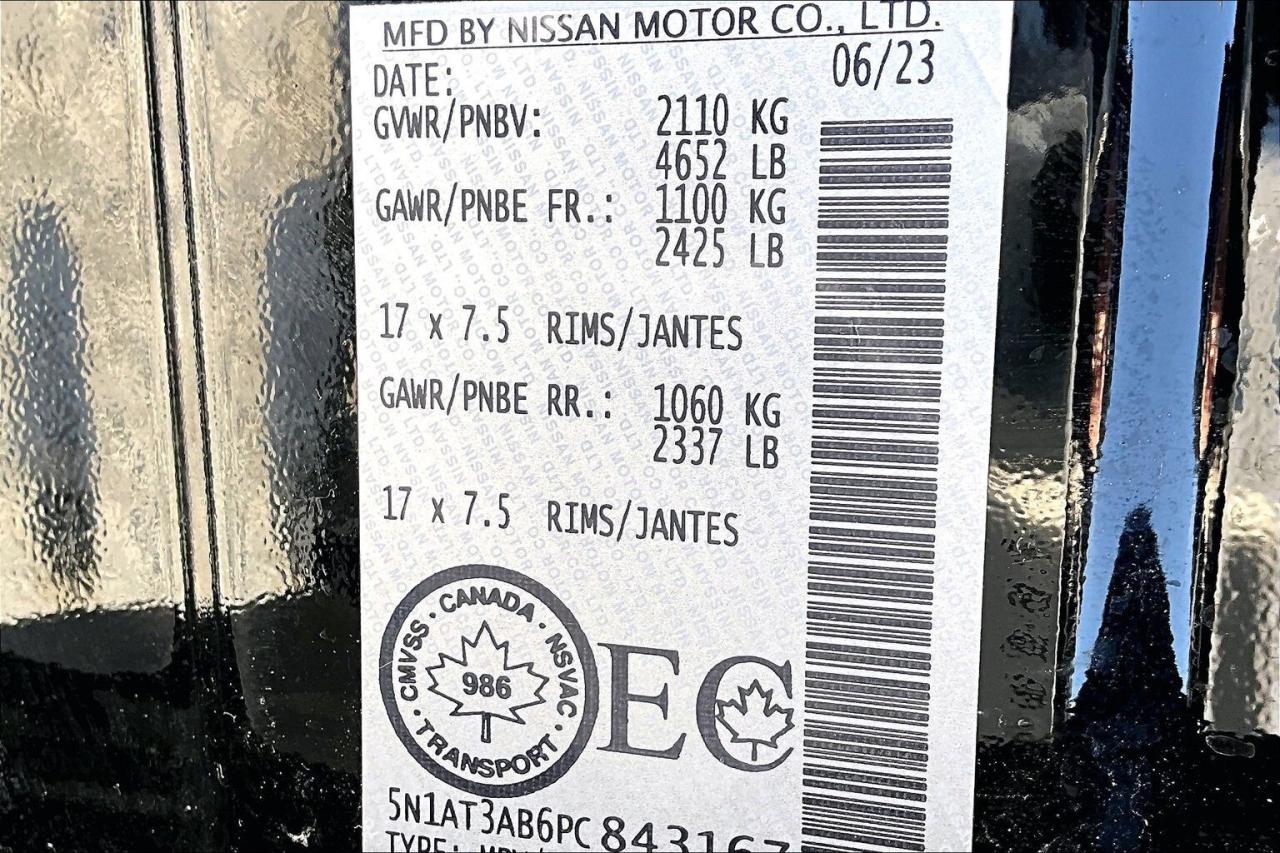 MFD BY NISSAN MOTOR CO., LTD.
DATE: 06/23
GVWR/PNBV: 2110 KG
4652 LB
GAWR/PNBE FR.: 1100 KG
2425 LB
17 x 7.5 RIMS/JANTES
GAWR/PNBE RR.: 1060 KG
2337 LB
17 x 7.5 RIMS/JANTES
CMVSS · CANADA · NSVAC · TRANSPORT ·
986
EC
5N1AT3AB6PC843167
TYPE: